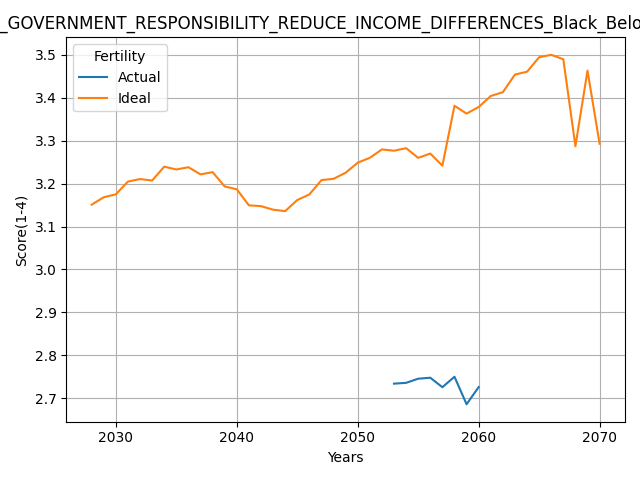 _GOVERNMENT_RESPONSIBILITY_REDUCE_INCOME_DIFFERENCES_Black_Belo
Fertility
Actual
Ideal
Score(1-4)
3.5
3.4
3.3
3.2
3.1
3.0
2.9
2.8
2.7
2030 2040 2050 2060 2070
Years